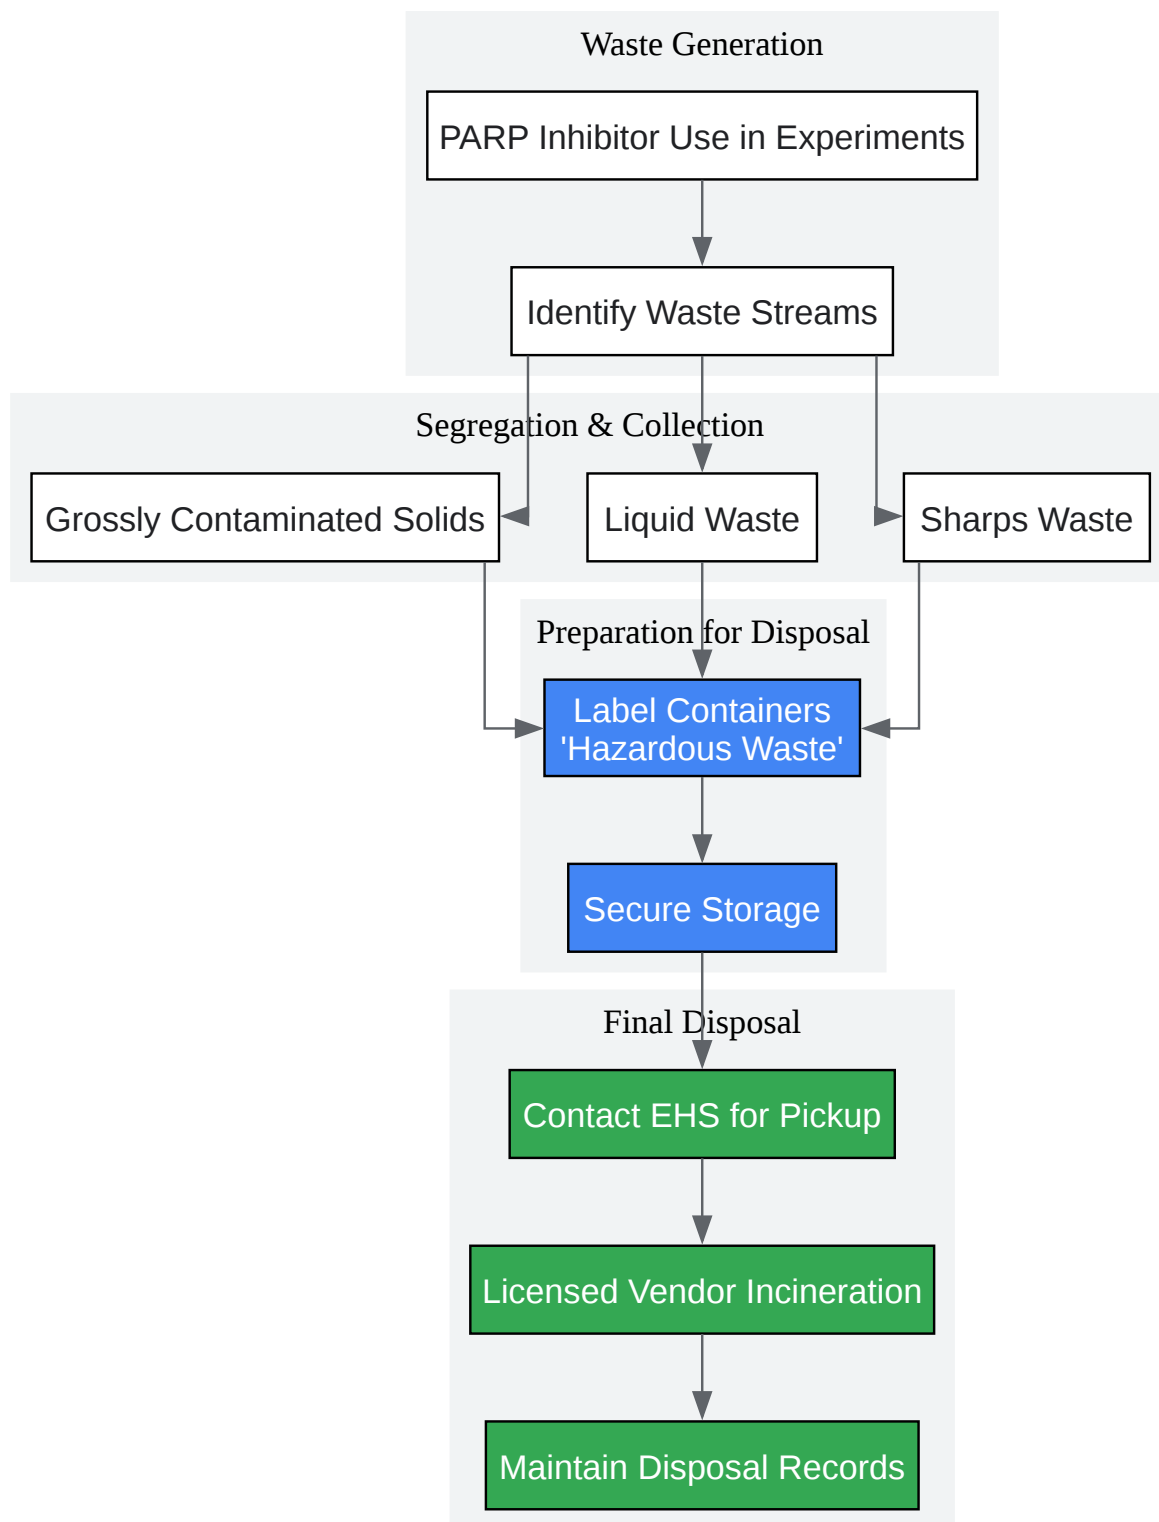 Waste Generation
PARP Inhibitor Use in Experiments
Identify Waste Streams
Segregation & Collection
Grossly Contaminated Solids
Liquid Waste
Sharps Waste
Preparation for Disposal
Label Containers
'Hazardous Waste'
Secure Storage
Final Disposal
Contact EHS for Pickup
Licensed Vendor Incineration
Maintain Disposal Records